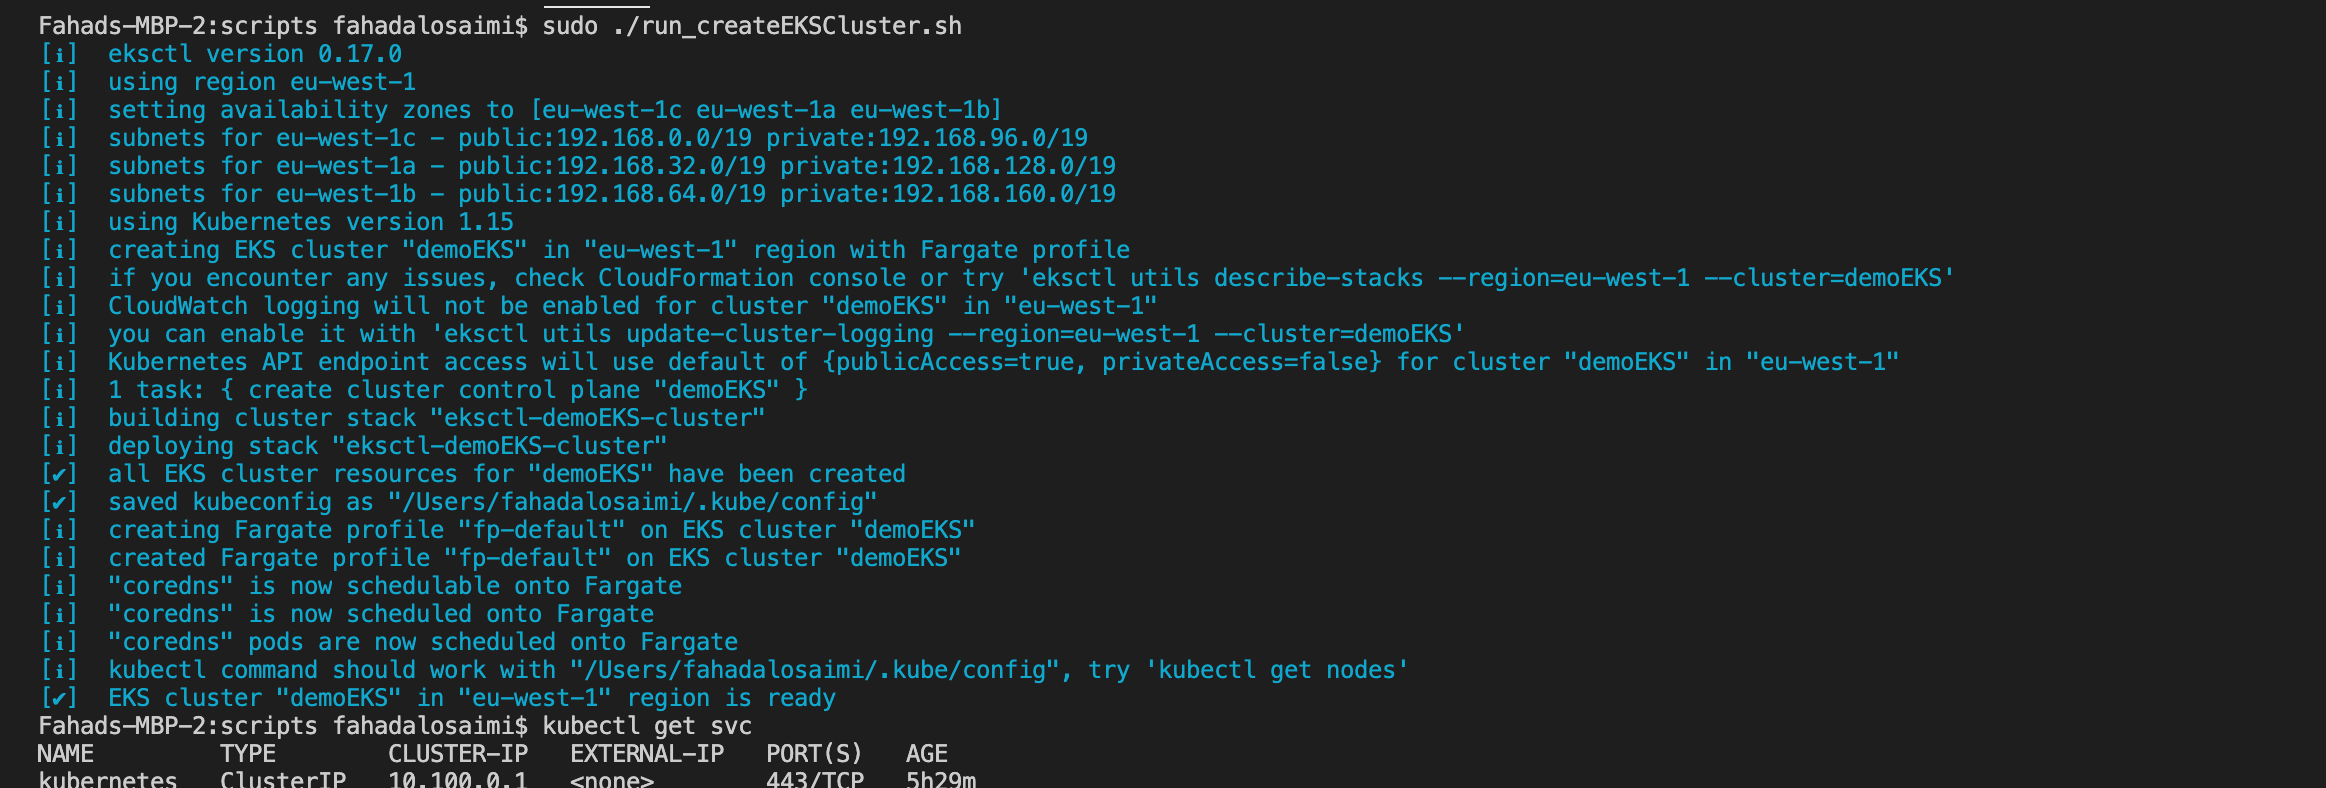 Fahads-MBP-2:scripts fahadalosaimi$ sudo ./run_createEKSCluster.sh
[ℹ]  eksctl version 0.17.0
[ℹ]  using region eu-west-1
[ℹ]  setting availability zones to [eu-west-1c eu-west-1a eu-west-1b]
[ℹ]  subnets for eu-west-1c - public:192.168.0.0/19 private:192.168.96.0/19
[ℹ]  subnets for eu-west-1a - public:192.168.32.0/19 private:192.168.128.0/19
[ℹ]  subnets for eu-west-1b - public:192.168.64.0/19 private:192.168.160.0/19
[ℹ]  using Kubernetes version 1.15
[ℹ]  creating EKS cluster "demoEKS" in "eu-west-1" region with Fargate profile
[ℹ]  if you encounter any issues, check CloudFormation console or try 'eksctl utils describe-stacks --region=eu-west-1 --cluster=demoEKS'
[ℹ]  CloudWatch logging will not be enabled for cluster "demoEKS" in "eu-west-1"
[ℹ]  you can enable it with 'eksctl utils update-cluster-logging --region=eu-west-1 --cluster=demoEKS'
[ℹ]  Kubernetes API endpoint access will use default of {publicAccess=true, privateAccess=false} for cluster "demoEKS" in "eu-west-1"
[ℹ]  1 task: { create cluster control plane "demoEKS" }
[ℹ]  building cluster stack "eksctl-demoEKS-cluster"
[ℹ]  deploying stack "eksctl-demoEKS-cluster"
[✔]  all EKS cluster resources for "demoEKS" have been created
[✔]  saved kubeconfig as "/Users/fahadalosaimi/.kube/config"
[ℹ]  creating Fargate profile "fp-default" on EKS cluster "demoEKS"
[ℹ]  created Fargate profile "fp-default" on EKS cluster "demoEKS"
[ℹ]  "coredns" is now schedulable onto Fargate
[ℹ]  "coredns" is now scheduled onto Fargate
[ℹ]  "coredns" pods are now scheduled onto Fargate
[ℹ]  kubectl command should work with "/Users/fahadalosaimi/.kube/config", try 'kubectl get nodes'
[✔]  EKS cluster "demoEKS" in "eu-west-1" region is ready
Fahads-MBP-2:scripts fahadalosaimi$ kubectl get svc
NAME         TYPE        CLUSTER-IP   EXTERNAL-IP   PORT(S)   AGE
kubernetes   ClusterIP   10.100.0.1   <none>        443/TCP   5h29m